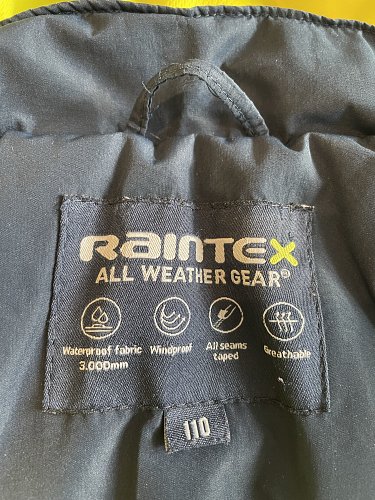 RAINTEX
ALL WEATHER GEAR®
Waterproof fabric
3.000mm
Windproof
All seams
taped
Breathable
110